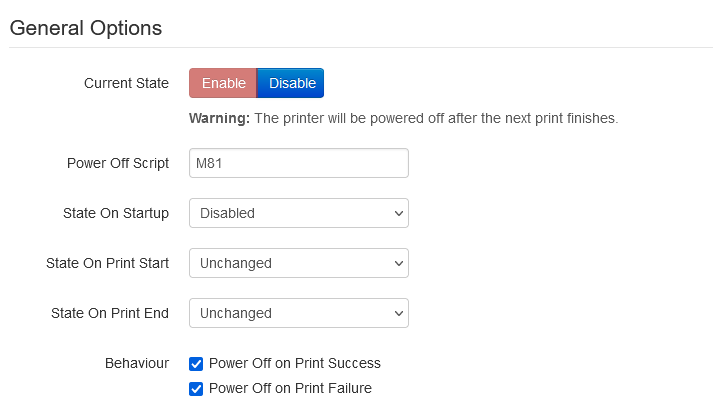 General Options
Current State Enable Disable
Warning: The printer will be powered off after the next print finishes.
Power Off Script M81
State On Startup Disabled
State On Print Start Unchanged
State On Print End Unchanged
Behaviour Power Off on Print Success
Power Off on Print Failure